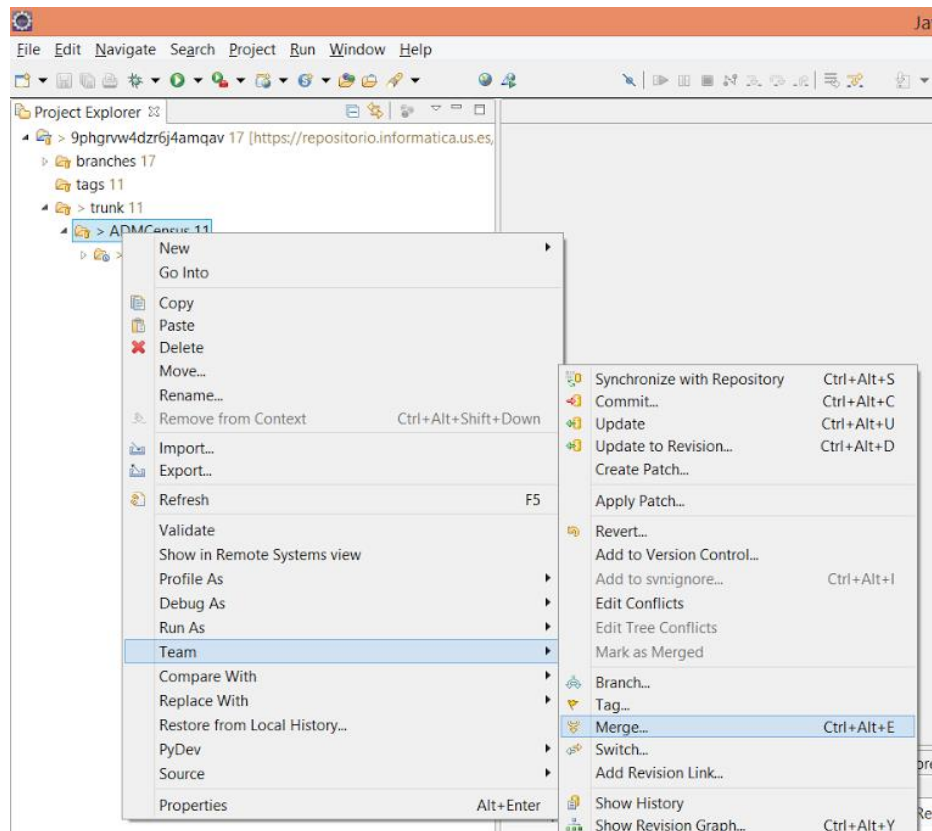 Ja
File Edit Navigate Search Project Run Window Help
Project Explorer
> 9phgrvw4dzr6j4amqav 17 [https://repositorio.informatica.us.es,
branches 17
tags 11
> trunk 11
> ADMCensus 11
>
New
Go Into
Copy
Paste
Delete
Move...
Rename...
Remove from Context Ctrl+Alt+Shift+Down
Import...
Export...
Refresh F5
Validate
Show in Remote Systems view
Profile As
Debug As
Run As
Team
Compare With
Replace With
Restore from Local History...
PyDev
Source
Properties Alt+Enter
Synchronize with Repository Ctrl+Alt+S
Commit... Ctrl+Alt+C
Update Ctrl+Alt+U
Update to Revision... Ctrl+Alt+D
Create Patch...
Apply Patch...
Revert...
Add to Version Control...
Add to svn:ignore... Ctrl+Alt+I
Edit Conflicts
Edit Tree Conflicts
Mark as Merged
Branch...
Tag...
Merge... Ctrl+Alt+E
Switch...
Add Revision Link...
Show History
Show Revision Graph... Ctrl+Alt+Y